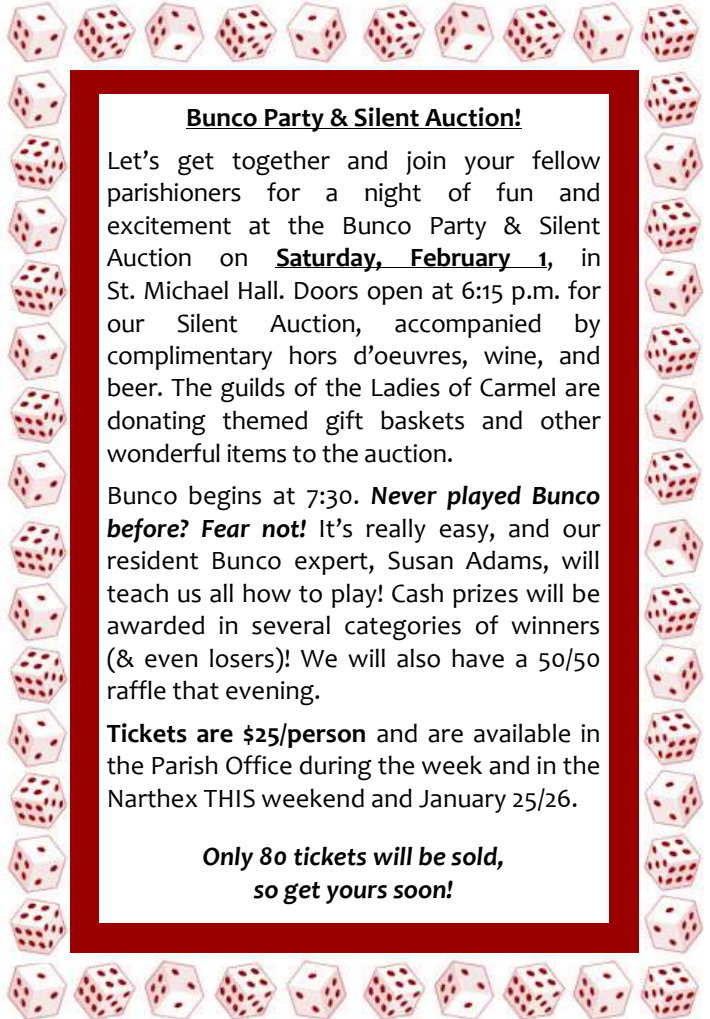 Bunco Party & Silent Auction!
Let’s get together and join your fellow
parishioners for a night of fun and
excitement at the Bunco Party & Silent
Auction on Saturday, February 1, in
St. Michael Hall. Doors open at 6:15 p.m. for
our Silent Auction, accompanied by
complimentary hors d’oeuvres, wine, and
beer. The guilds of the Ladies of Carmel are
donating themed gift baskets and other
wonderful items to the auction.
Bunco begins at 7:30. Never played Bunco
before? Fear not! It’s really easy, and our
resident Bunco expert, Susan Adams, will
teach us all how to play! Cash prizes will be
awarded in several categories of winners
(& even losers)! We will also have a 50/50
raffle that evening.
Tickets are $25/person and are available in
the Parish Office during the week and in the
Narthex THIS weekend and January 25/26.
Only 80 tickets will be sold,
so get yours soon!